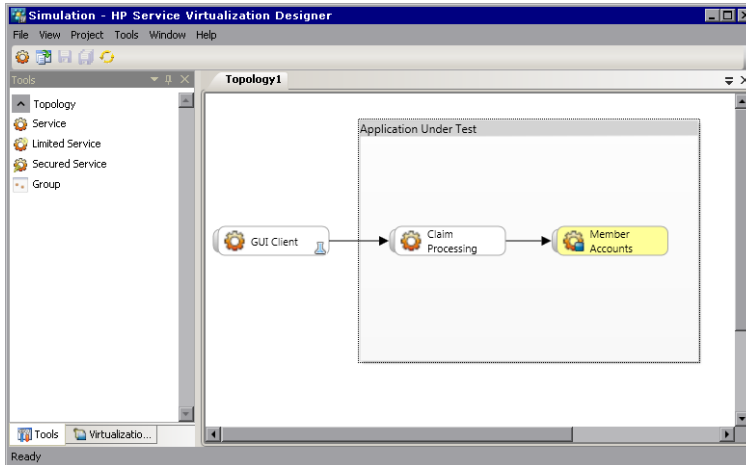 Simulation - HP Service Virtualization Designer
File View Project Tools Window Help
Tools
Topology1
Topology
Service
Limited Service
Secured Service
Group
Application Under Test
GUI Client
Claim
Processing
Member
Accounts
Tools
Virtualizatio...
Ready